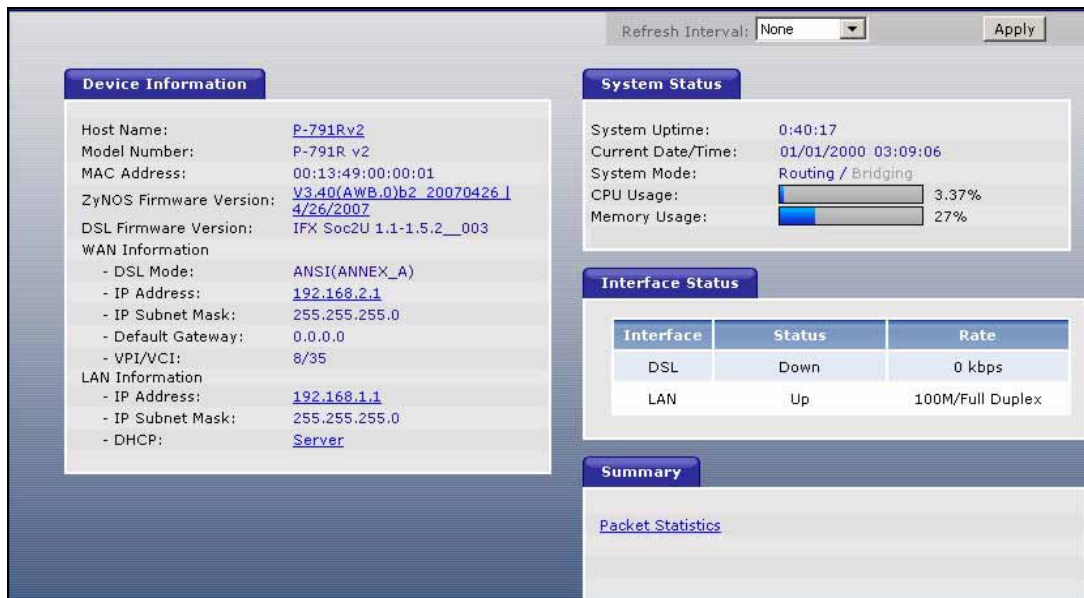 Refresh Interval: None Apply
Device Information
Host Name: P-791Rv2
Model Number: P-791R v2
MAC Address: 00:13:49:00:00:01
ZyNOS Firmware Version: V3.40(AWB.0)b2_20070426 |
4/26/2007
DSL Firmware Version: IFX Soc2U 1.1-1.5.2__003
WAN Information
- DSL Mode: ANSI(ANNEX_A)
- IP Address: 192.168.2.1
- IP Subnet Mask: 255.255.255.0
- Default Gateway: 0.0.0.0
- VPI/VCI: 8/35
LAN Information
- IP Address: 192.168.1.1
- IP Subnet Mask: 255.255.255.0
- DHCP: Server
System Status
System Uptime: 0:40:17
Current Date/Time: 01/01/2000 03:09:06
System Mode: Routing / Bridging
CPU Usage: 3.37%
Memory Usage: 27%
Interface Status
Interface Status Rate
DSL Down 0 kbps
LAN Up 100M/Full Duplex
Summary
Packet Statistics